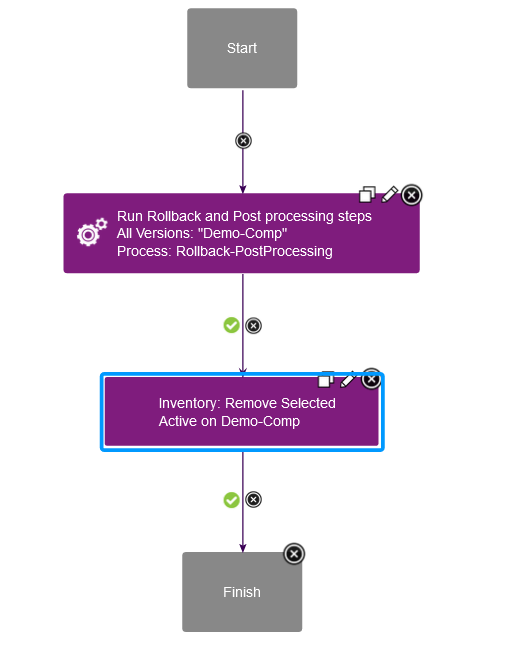 Start
Run Rollback and Post processing steps
All Versions: "Demo-Comp"
Process: Rollback-PostProcessing
Inventory: Remove Selected
Active on Demo-Comp
Finish